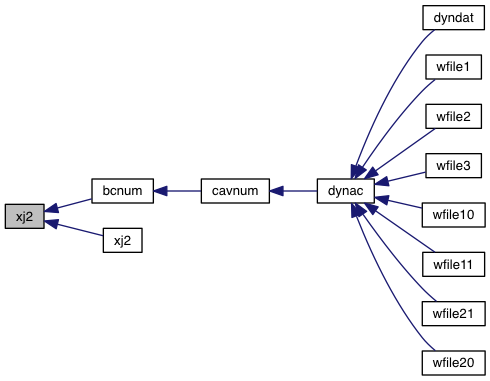 dyndat
wfile1
wfile2
wfile3
bcnum
cavnum
dynac
xj2
wfile10
xj2
wfile11
wfile21
wfile20